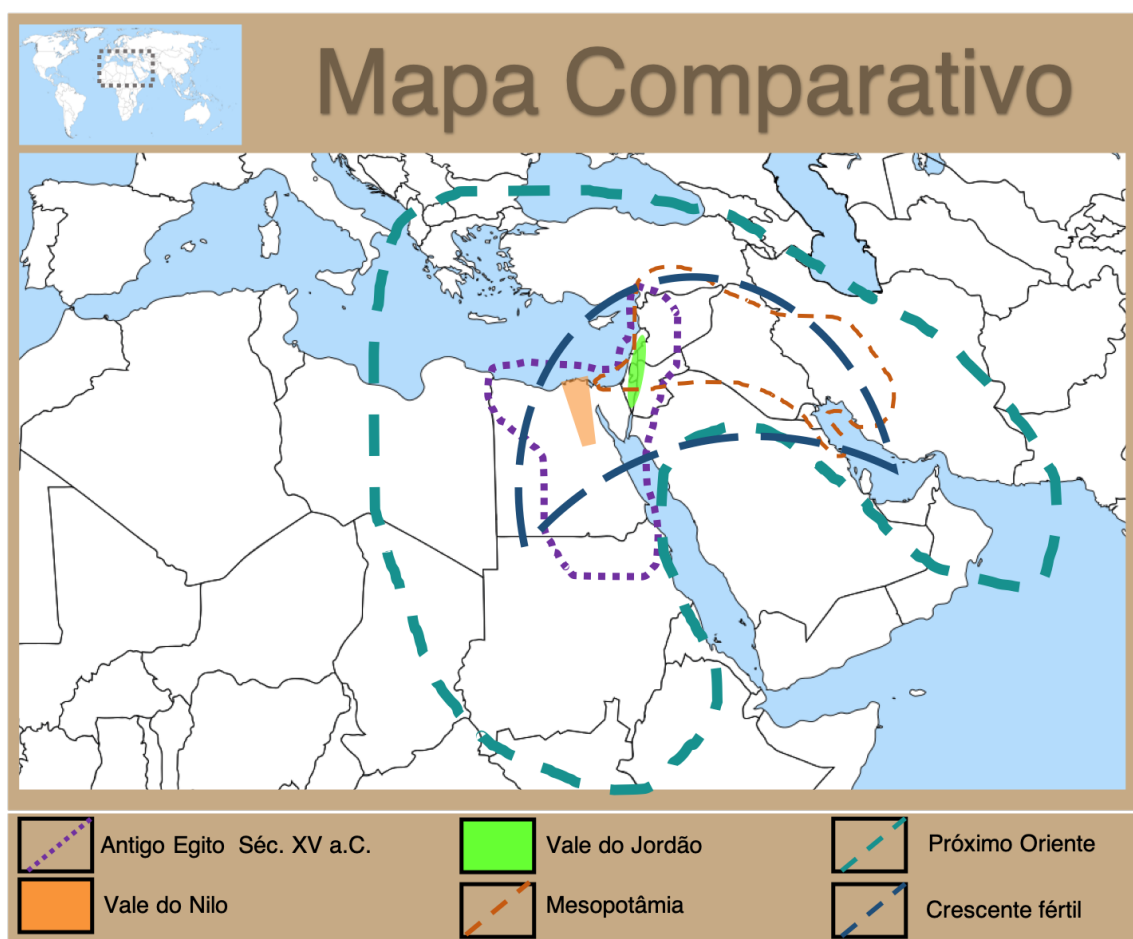 Mapa Comparativo
Antigo Egito Séc. XV a.C.
Vale do Jordão
Próximo Oriente
Vale do Nilo
Mesopotâmia
Crescente fértil